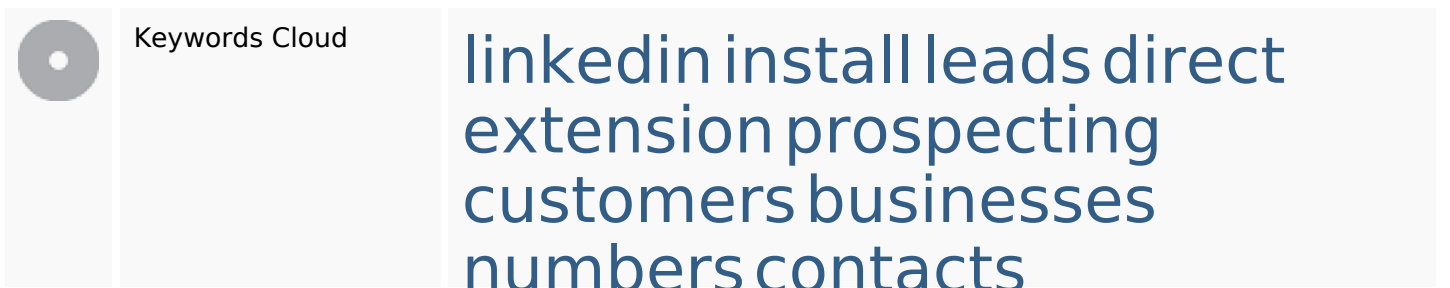 Keywords Cloud
linkedin install leads direct
extension prospecting
customers businesses
numbers contacts